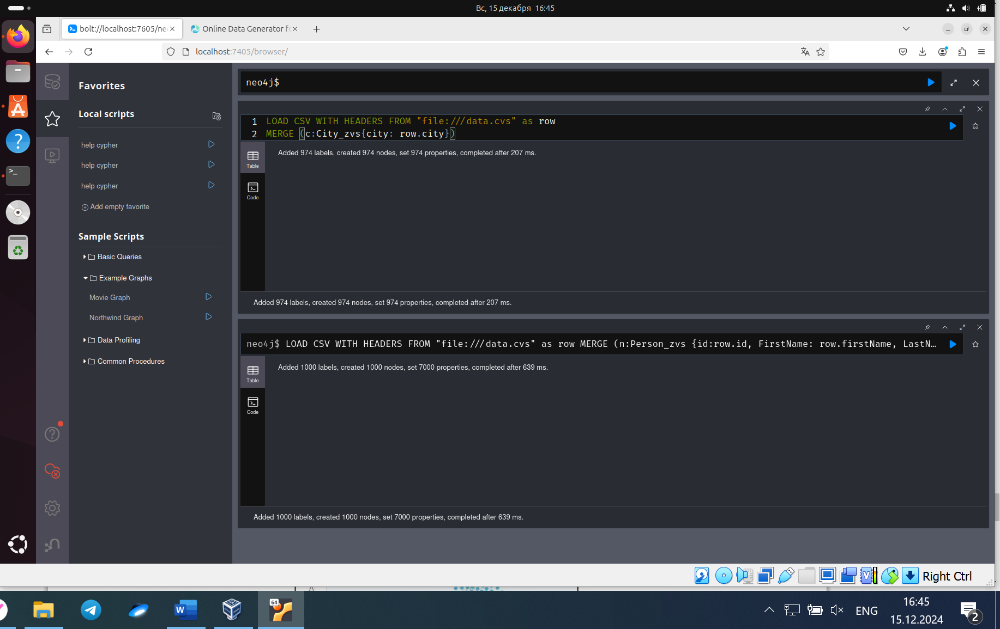 Вс, 15 декабря 16:45
bolt://localhost:7605/ne
Online Data Generator fo
localhost:7405/browser/
Favorites
Local scripts
help cypher
help cypher
help cypher
Add empty favorite
Sample Scripts
Basic Queries
Example Graphs
Movie Graph
Northwind Graph
Data Profiling
Common Procedures
neo4j$
1 LOAD CSV WITH HEADERS FROM "file:///data.cvs" as row
2 MERGE (c:City_zvs{city: row.city})
Table
Added 974 labels, created 974 nodes, set 974 properties, completed after 207 ms.
Code
Added 974 labels, created 974 nodes, set 974 properties, completed after 207 ms.
neo4j$ LOAD CSV WITH HEADERS FROM "file:///data.cvs" as row MERGE (n:Person_zvs {id:row.id, FirstName: row.firstName, LastN…
Table
Added 1000 labels, created 1000 nodes, set 7000 properties, completed after 639 ms.
Code
Added 1000 labels, created 1000 nodes, set 7000 properties, completed after 639 ms.
Right Ctrl
W
64
ENG
16:45
15.12.2024
2